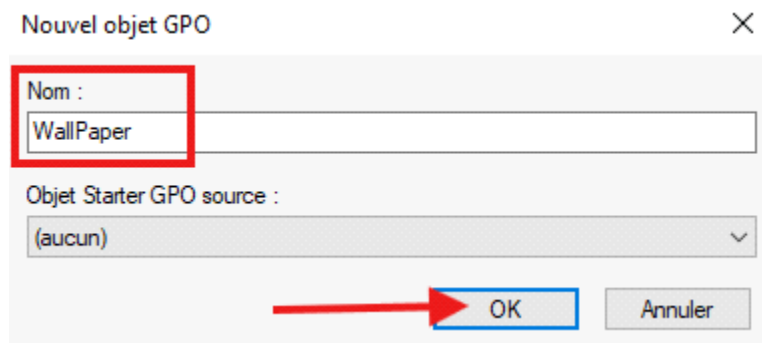 Nouvel objet GPO
Nom :
WallPaper
Objet Starter GPO source :
(aucun)
OK Annuler